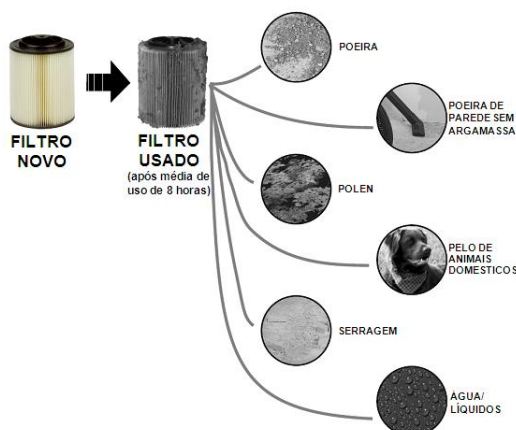 FILTRO
NOVO
FILTRO
USADO
(após média de
uso de 8 horas)
POEIRA
POEIRA DE
PAREDE SEM
ARGAMASSA
POLEN
PELO DE
ANIMAIS
DOMESTICOS
SERRAGEM
ÁGUA/
LÍQUIDOS